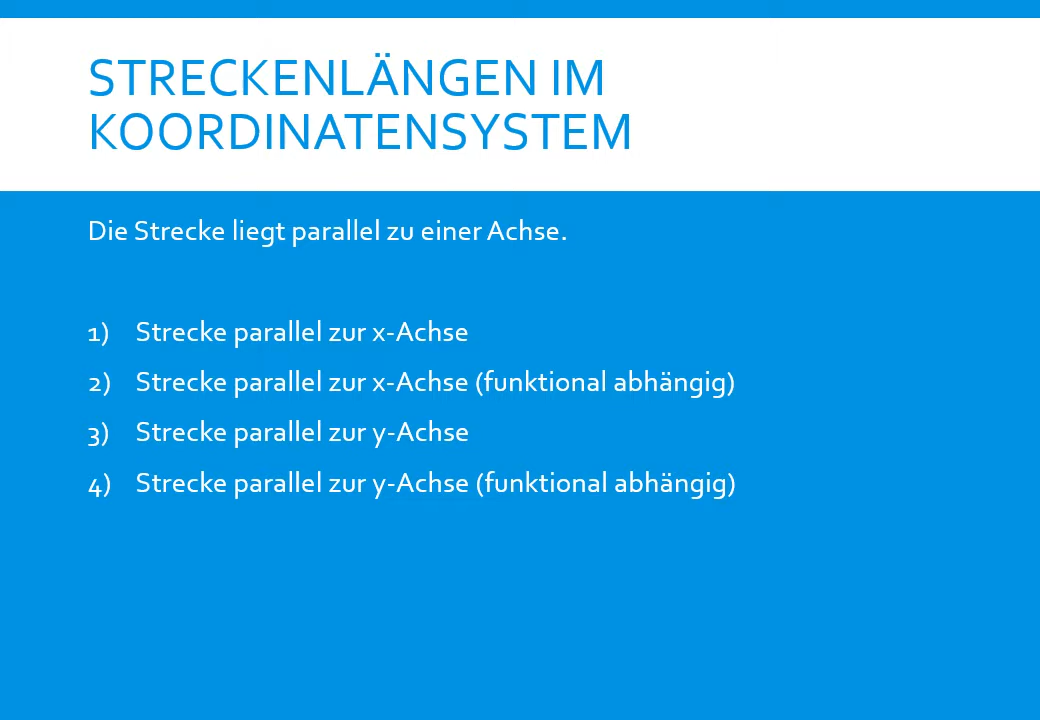 STRECKENLÄNGEN IM
KOORDINATENSYSTEM
Die Strecke liegt parallel zu einer Achse.
1) Strecke parallel zur x-Achse
2) Strecke parallel zur x-Achse (funktional abhängig)
3) Strecke parallel zur y-Achse
4) Strecke parallel zur y-Achse (funktional abhängig)